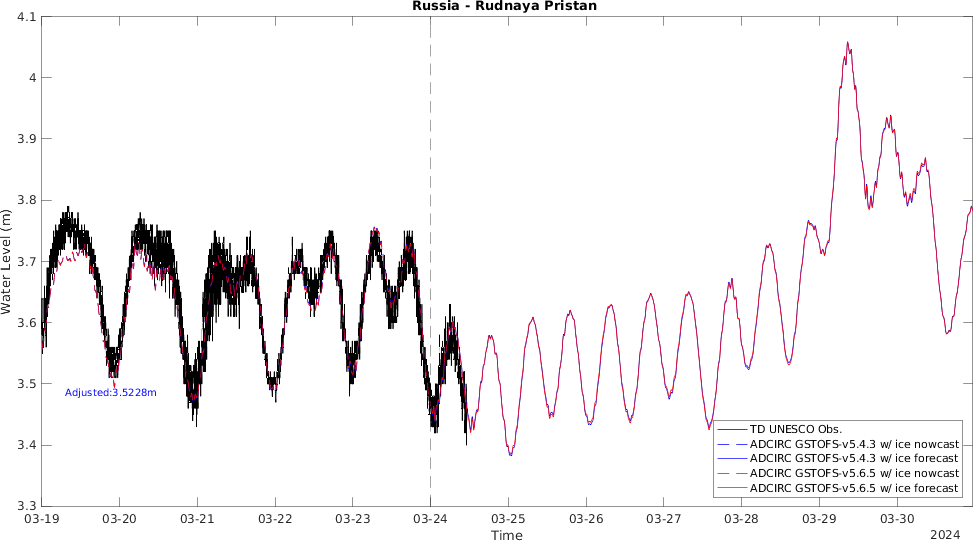 Russia - Rudnaya Pristan
4.1
4
3.9
3.8
3.7
3.6
3.5
3.4
3.3
Water Level (m)
Adjusted:3.5228m
TD UNESCO Obs.
ADCIRC GSTOFS-v5.4.3 w/ ice nowcast
ADCIRC GSTOFS-v5.4.3 w/ ice forecast
ADCIRC GSTOFS-v5.6.5 w/ ice nowcast
ADCIRC GSTOFS-v5.6.5 w/ ice forecast
03-19 03-20 03-21 03-22 03-23 03-24 03-25 03-26 03-27 03-28 03-29 03-30
Time
2024